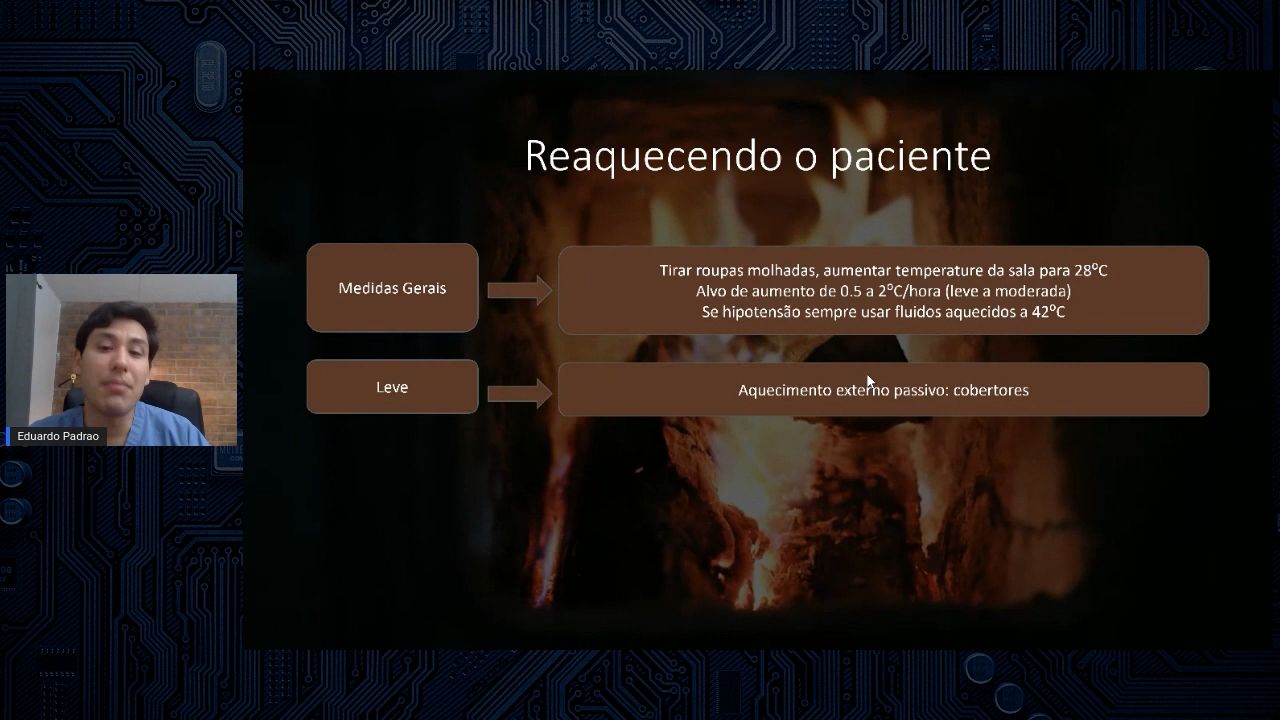 Reaquecendo o paciente
Medidas Gerais
Tirar roupas molhadas, aumentar temperature da sala para 28ºC
Alvo de aumento de 0.5 a 2ºC/hora (leve a moderada)
Se hipotensão sempre usar fluidos aquecidos a 42ºC
Leve
Aquecimento externo passivo: cobertores
Eduardo Padrao